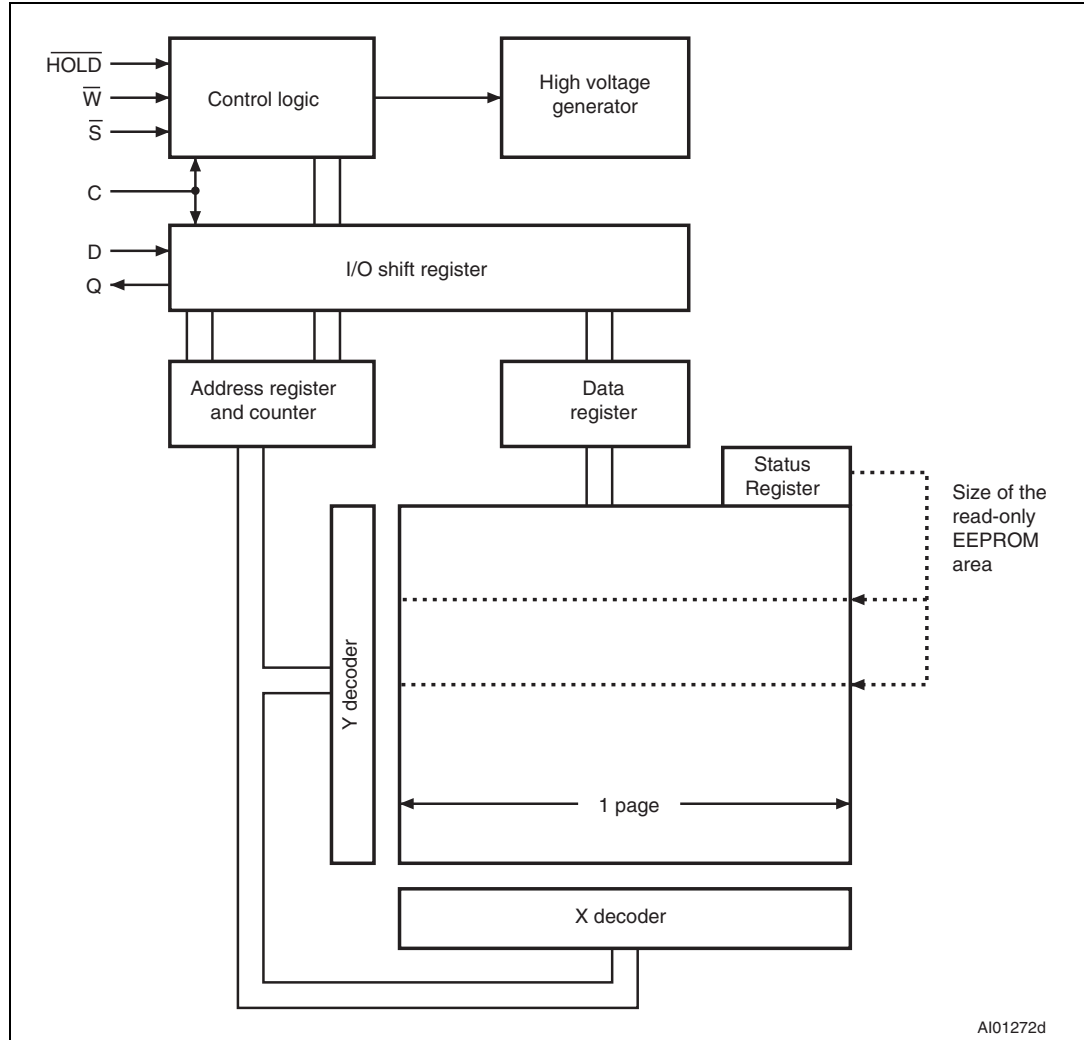 H̅O̅L̅D̅
W̅
S̅
C
D
Q
Control logic
High voltage
generator
I/O shift register
Address register
and counter
Data
register
Status
Register
Size of the
read-only
EEPROM
area
Y decoder
1 page
X decoder
AI01272d